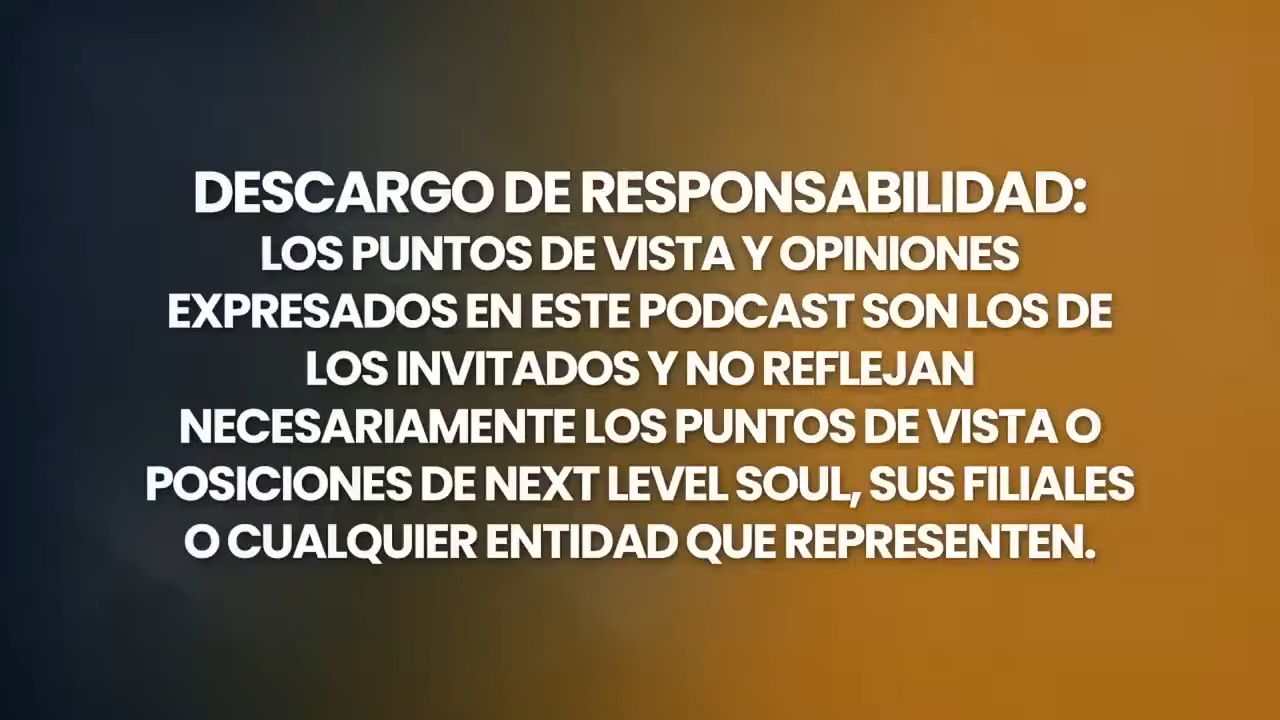 DESCARGO DE RESPONSABILIDAD:
LOS PUNTOS DE VISTA Y OPINIONES
EXPRESADOS EN ESTE PODCAST SON LOS DE
LOS INVITADOS Y NO REFLEJAN
NECESARIAMENTE LOS PUNTOS DE VISTA O
POSICIONES DE NEXT LEVEL SOUL, SUS FILIALES
O CUALQUIER ENTIDAD QUE REPRESENTEN.